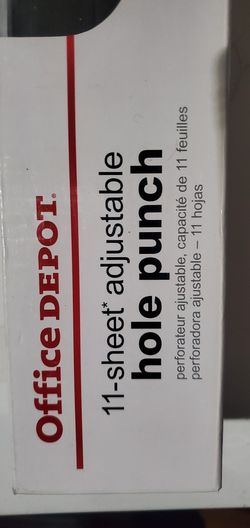 Office DEPOT®
11-sheet* adjustable
hole punch
perforateur ajustable, capacité de 11 feuilles
perforadora ajustable – 11 hojas